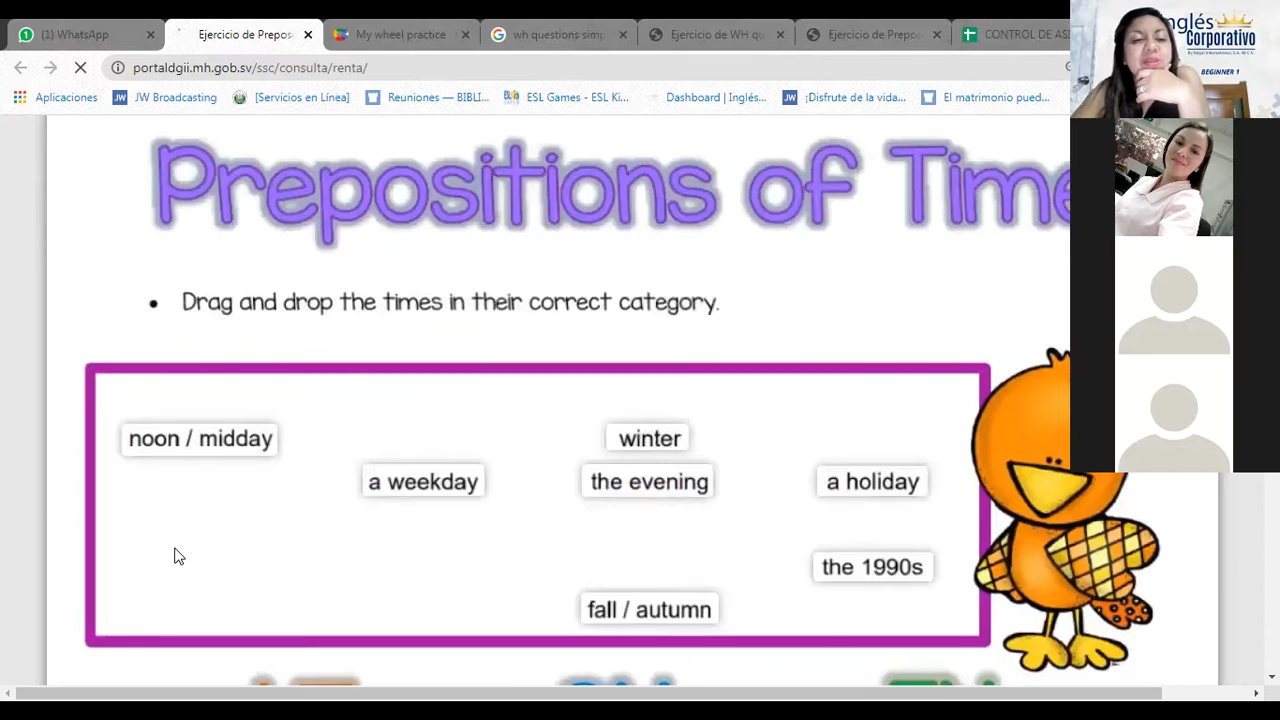 (1) WhatsApp
Ejercicio de Prepos
My wheel practice
wh questions simp
Ejercicio de WH qu
Ejercicio de Prepo
CONTROL DE
portaldgii.mh.gob.sv/ssc/consulta/renta/
Aplicaciones
JW Broadcasting
[Servicios en Línea]
Reuniones — BIBLI...
ESL Games - ESL Ki...
Dashboard | Inglés...
¡Disfrute de la vida...
El matrimonio pued...
nglés
Corporativo
BEGINNER 1
Prepositions of Time
• Drag and drop the times in their correct category.
noon / midday
winter
a weekday
the evening
a holiday
the 1990s
fall / autumn